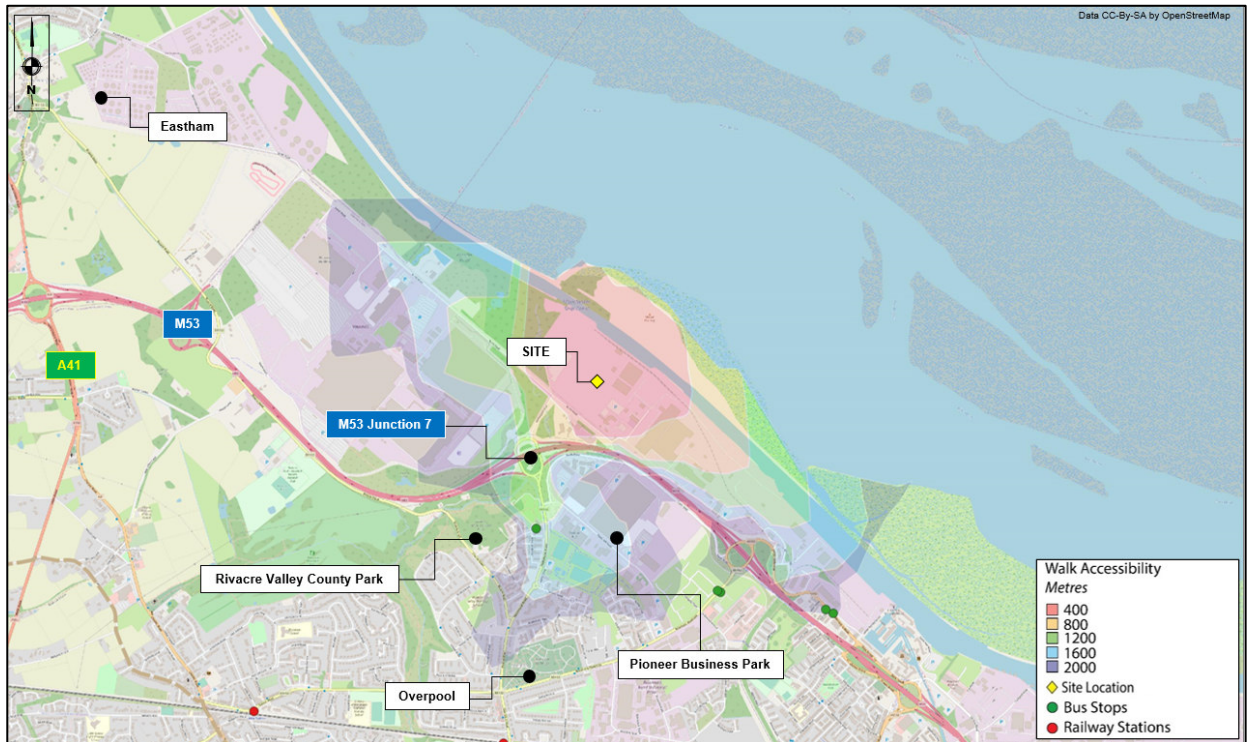 Data CC-By-SA by OpenStreetMap
N
Eastham
M53
SITE
A41
M53 Junction 7
Rivacre Valley County Park
Pioneer Business Park
Overpool
Walk Accessibility
Metres
400
800
1200
1600
2000
Site Location
Bus Stops
Railway Stations